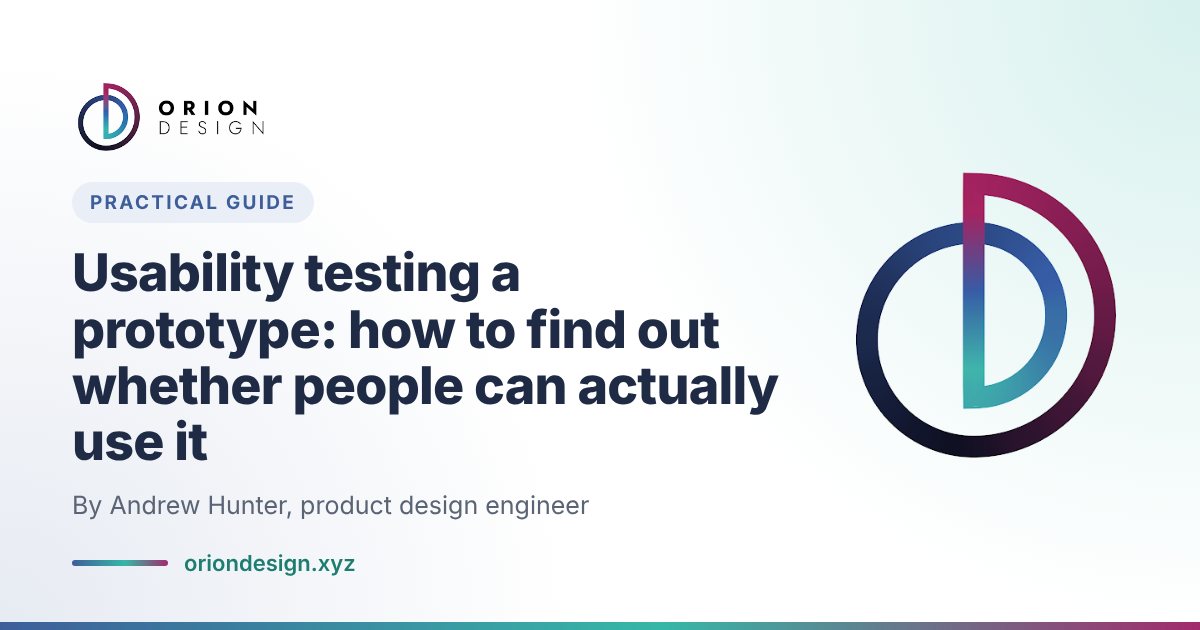 ORION
DESIGN
PRACTICAL GUIDE
Usability testing a
prototype: how to find out
whether people can actually
use it
By Andrew Hunter, product design engineer
oriondesign.xyz